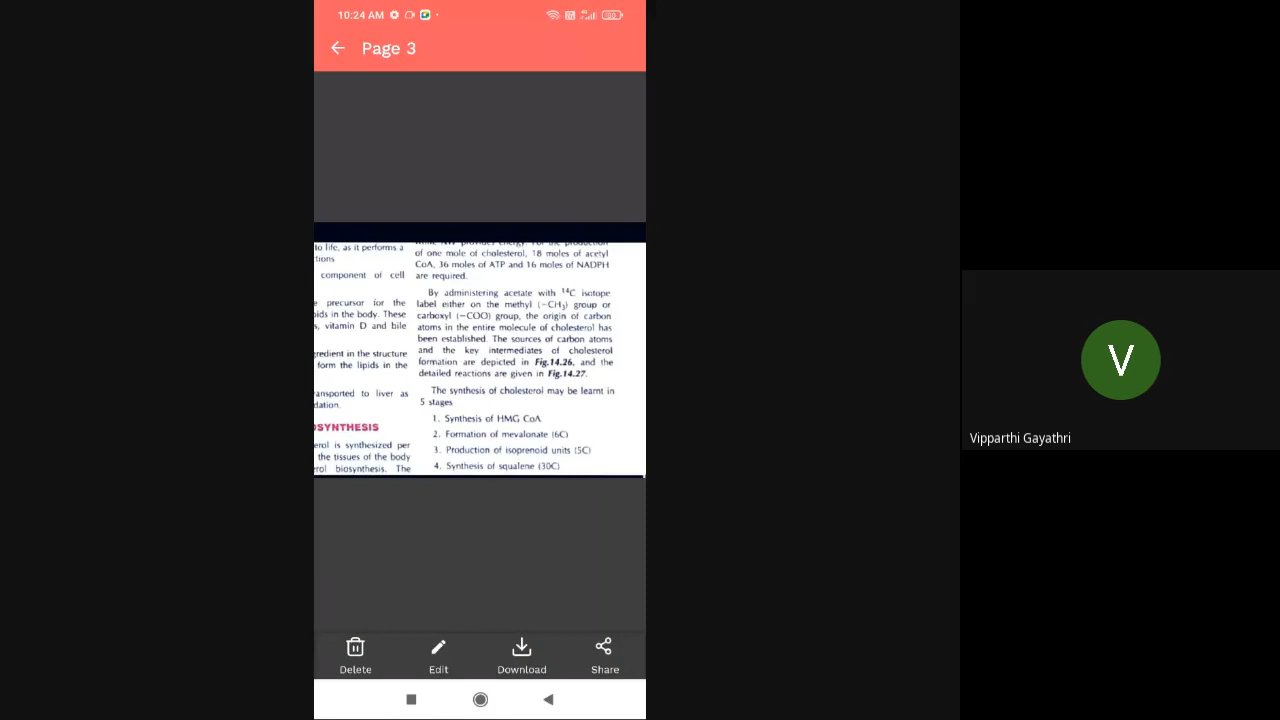 10:24 AM
Page 3
to life, as it performs a
tions
component of cell
e precursor for the
oids in the body. These
s, vitamin D and bile
gredient in the structure
form the lipids in the
ansported to liver as
dation.
OSYNTHESIS
erol is synthesized per
the tissues of the body
erol biosynthesis. The
provides energy. For the production
of one mole of cholesterol, 18 moles of acetyl
CoA, 36 moles of ATP and 16 moles of NADPH
are required.
By administering acetate with ¹⁴C isotope
label either on the methyl (−CH₃) group or
carboxyl (−COO) group, the origin of carbon
atoms in the entire molecule of cholesterol has
been established. The sources of carbon atoms
and the key intermediates of cholesterol
formation are depicted in Fig.14.26, and the
detailed reactions are given in Fig.14.27.
The synthesis of cholesterol may be learnt in
5 stages
1. Synthesis of HMG CoA
2. Formation of mevalonate (6C)
3. Production of isoprenoid units (5C)
4. Synthesis of squalene (30C)
Delete
Edit
Download
Share
V
Vipparthi Gayathri